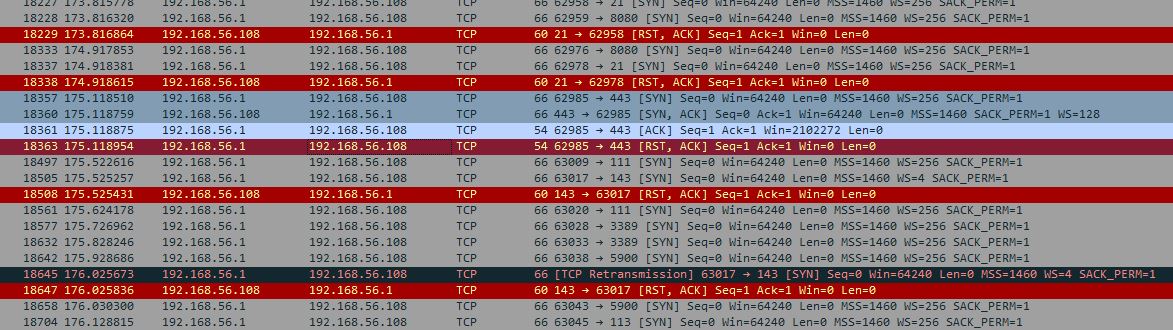 18227 173.815778 192.168.56.1 192.168.56.108 TCP 66 62958 → 21 [SYN] Seq=0 Win=64240 Len=0 MSS=1460 WS=256 SACK_PERM=1
18228 173.816320 192.168.56.1 192.168.56.108 TCP 66 62959 → 8080 [SYN] Seq=0 Win=64240 Len=0 MSS=1460 WS=256 SACK_PERM=1
18229 173.816864 192.168.56.108 192.168.56.1 TCP 60 21 → 62958 [RST, ACK] Seq=1 Ack=1 Win=0 Len=0
18333 174.917853 192.168.56.1 192.168.56.108 TCP 66 62976 → 8080 [SYN] Seq=0 Win=64240 Len=0 MSS=1460 WS=256 SACK_PERM=1
18337 174.918381 192.168.56.1 192.168.56.108 TCP 66 62978 → 21 [SYN] Seq=0 Win=64240 Len=0 MSS=1460 WS=256 SACK_PERM=1
18338 174.918615 192.168.56.108 192.168.56.1 TCP 60 21 → 62978 [RST, ACK] Seq=1 Ack=1 Win=0 Len=0
18357 175.118510 192.168.56.1 192.168.56.108 TCP 66 62985 → 443 [SYN] Seq=0 Win=64240 Len=0 MSS=1460 WS=256 SACK_PERM=1
18360 175.118759 192.168.56.108 192.168.56.1 TCP 66 443 → 62985 [SYN, ACK] Seq=0 Ack=1 Win=64240 Len=0 MSS=1460 SACK_PERM=1 WS=128
18361 175.118875 192.168.56.1 192.168.56.108 TCP 54 62985 → 443 [ACK] Seq=1 Ack=1 Win=2102272 Len=0
18363 175.118954 192.168.56.1 192.168.56.108 TCP 54 62985 → 443 [RST, ACK] Seq=1 Ack=1 Win=0 Len=0
18497 175.522616 192.168.56.1 192.168.56.108 TCP 66 63009 → 111 [SYN] Seq=0 Win=64240 Len=0 MSS=1460 WS=256 SACK_PERM=1
18505 175.525257 192.168.56.1 192.168.56.108 TCP 66 63017 → 143 [SYN] Seq=0 Win=64240 Len=0 MSS=1460 WS=4 SACK_PERM=1
18508 175.525431 192.168.56.108 192.168.56.1 TCP 60 143 → 63017 [RST, ACK] Seq=1 Ack=1 Win=0 Len=0
18561 175.624178 192.168.56.1 192.168.56.108 TCP 66 63020 → 111 [SYN] Seq=0 Win=64240 Len=0 MSS=1460 WS=256 SACK_PERM=1
18577 175.726962 192.168.56.1 192.168.56.108 TCP 66 63028 → 3389 [SYN] Seq=0 Win=64240 Len=0 MSS=1460 WS=256 SACK_PERM=1
18632 175.828246 192.168.56.1 192.168.56.108 TCP 66 63033 → 3389 [SYN] Seq=0 Win=64240 Len=0 MSS=1460 WS=256 SACK_PERM=1
18642 175.928686 192.168.56.1 192.168.56.108 TCP 66 63038 → 5900 [SYN] Seq=0 Win=64240 Len=0 MSS=1460 WS=256 SACK_PERM=1
18645 176.025673 192.168.56.1 192.168.56.108 TCP 66 [TCP Retransmission] 63017 → 143 [SYN] Seq=0 Win=64240 Len=0 MSS=1460 WS=4 SACK_PERM=1
18647 176.025836 192.168.56.108 192.168.56.1 TCP 60 143 → 63017 [RST, ACK] Seq=1 Ack=1 Win=0 Len=0
18658 176.030300 192.168.56.1 192.168.56.108 TCP 66 63043 → 5900 [SYN] Seq=0 Win=64240 Len=0 MSS=1460 WS=256 SACK_PERM=1
18704 176.128815 192.168.56.1 192.168.56.108 TCP 66 63045 → 113 [SYN] Seq=0 Win=64240 Len=0 MSS=1460 WS=256 SACK_PERM=1